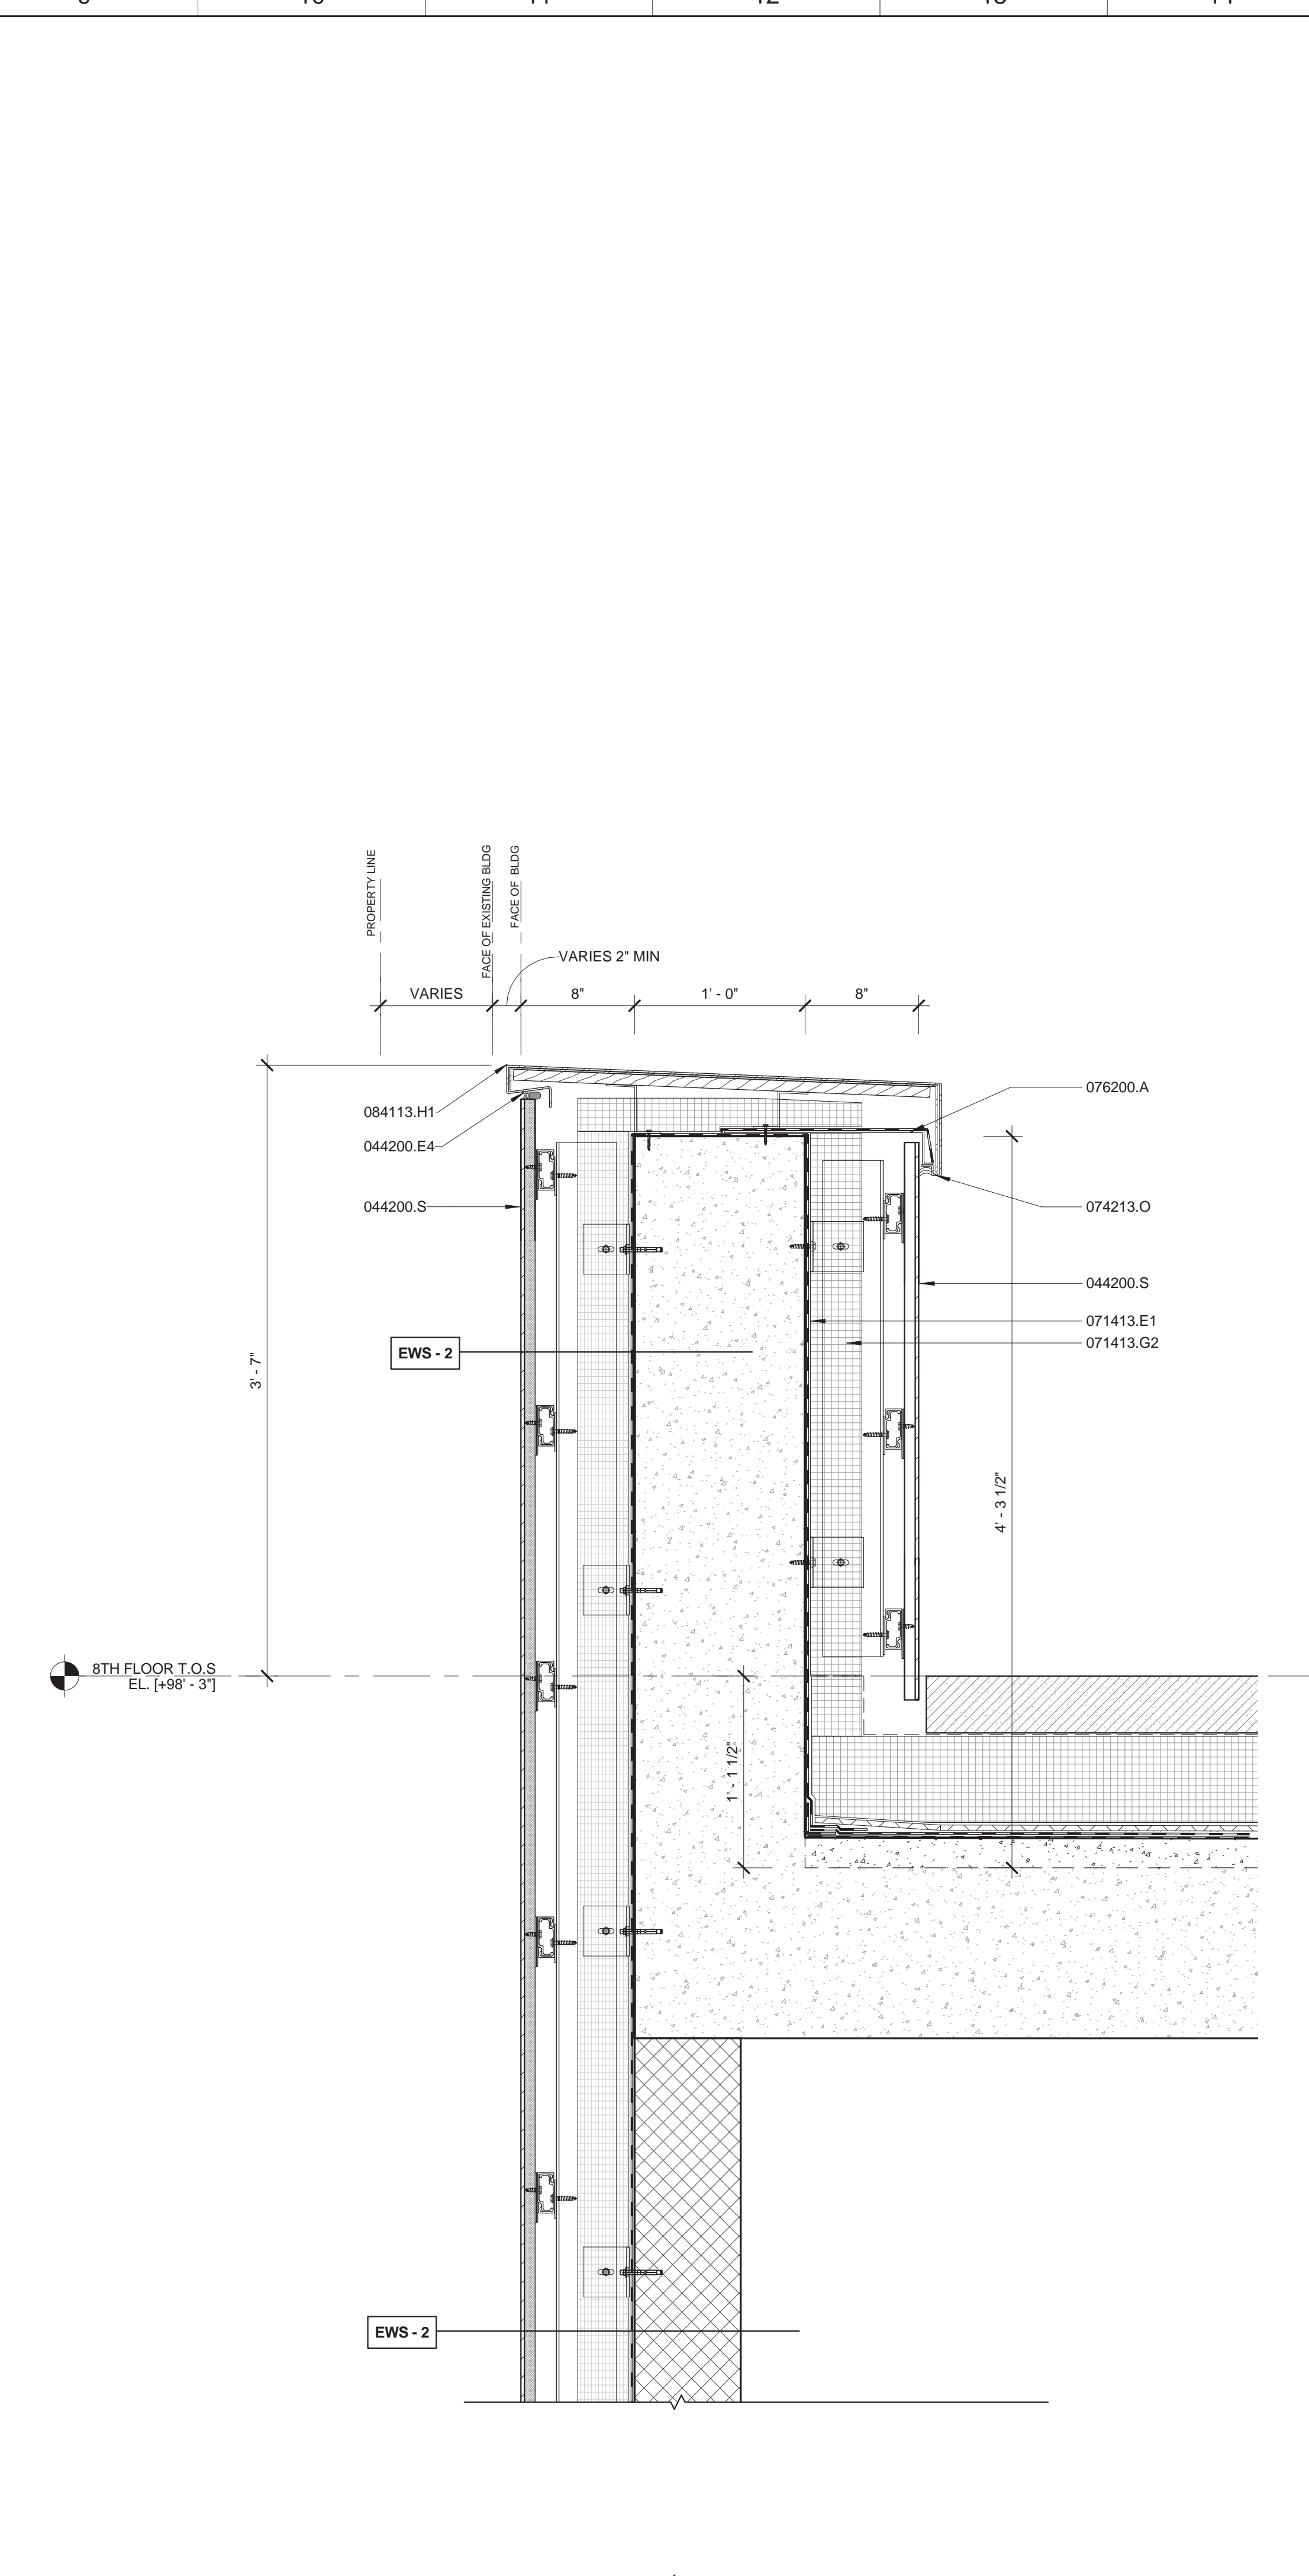 PROPERTY LINE
FACE OF EXISTING BLDG
FACE OF BLDG
VARIES 2" MIN
VARIES
8"
1' - 0"
8"
084113.H1
044200.E4
044200.S
076200.A
074213.O
044200.S
071413.E1
071413.G2
EWS - 2
3' - 7"
4' - 3 1/2"
8TH FLOOR T.O.S
EL. [+98' - 3"]
1' - 1 1/2"
EWS - 2